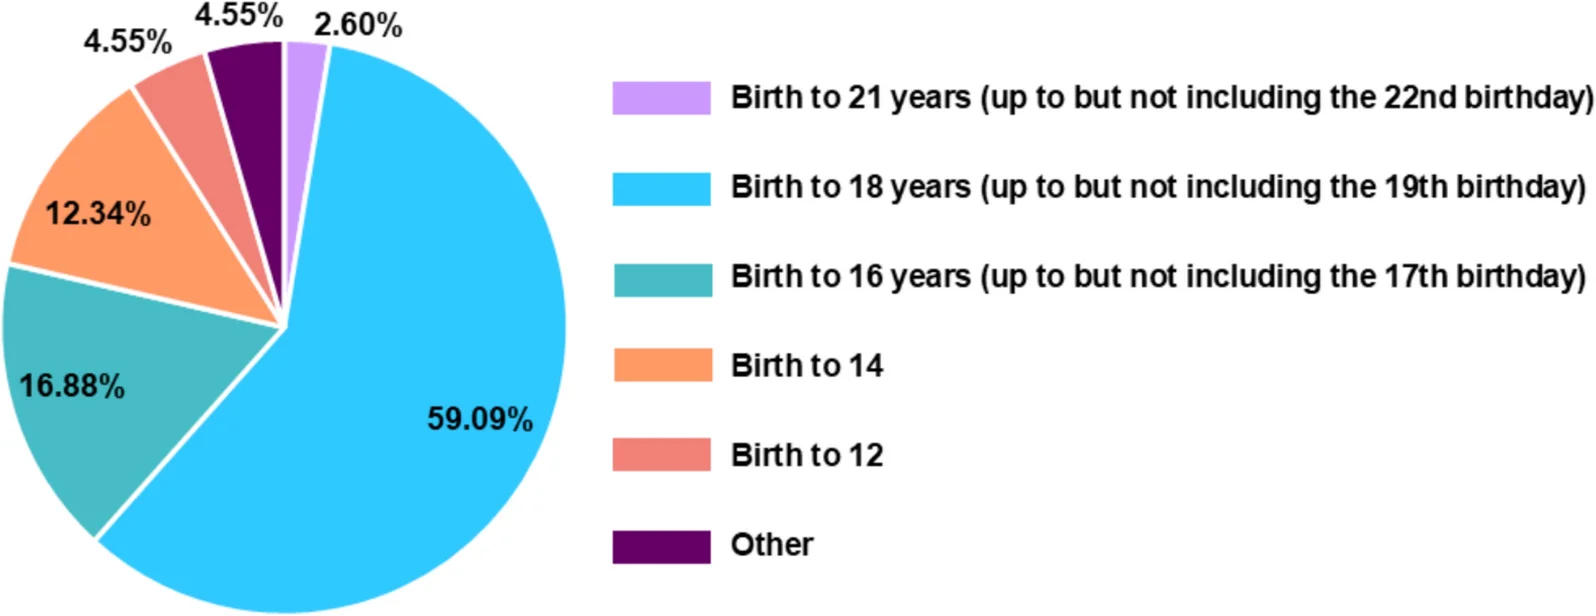 4.55%
2.60%
4.55%
12.34%
16.88%
59.09%
Birth to 21 years (up to but not including the 22nd birthday)
Birth to 18 years (up to but not including the 19th birthday)
Birth to 16 years (up to but not including the 17th birthday)
Birth to 14
Birth to 12
Other